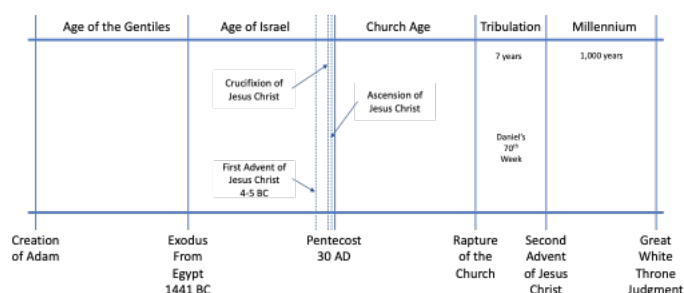 Age of the Gentiles
Age of Israel
Church Age
Tribulation
Millennium
7 years
1,000 years
Crucifixion of
Jesus Christ
Ascension of
Jesus Christ
Daniel's
70th
Week
First Advent of
Jesus Christ
4-5 BC
Creation
of Adam
Exodus
From
Egypt
1441 BC
Pentecost
30 AD
Rapture
of the
Church
Second
Advent
of Jesus
Christ
Great
White
Throne
Judgment